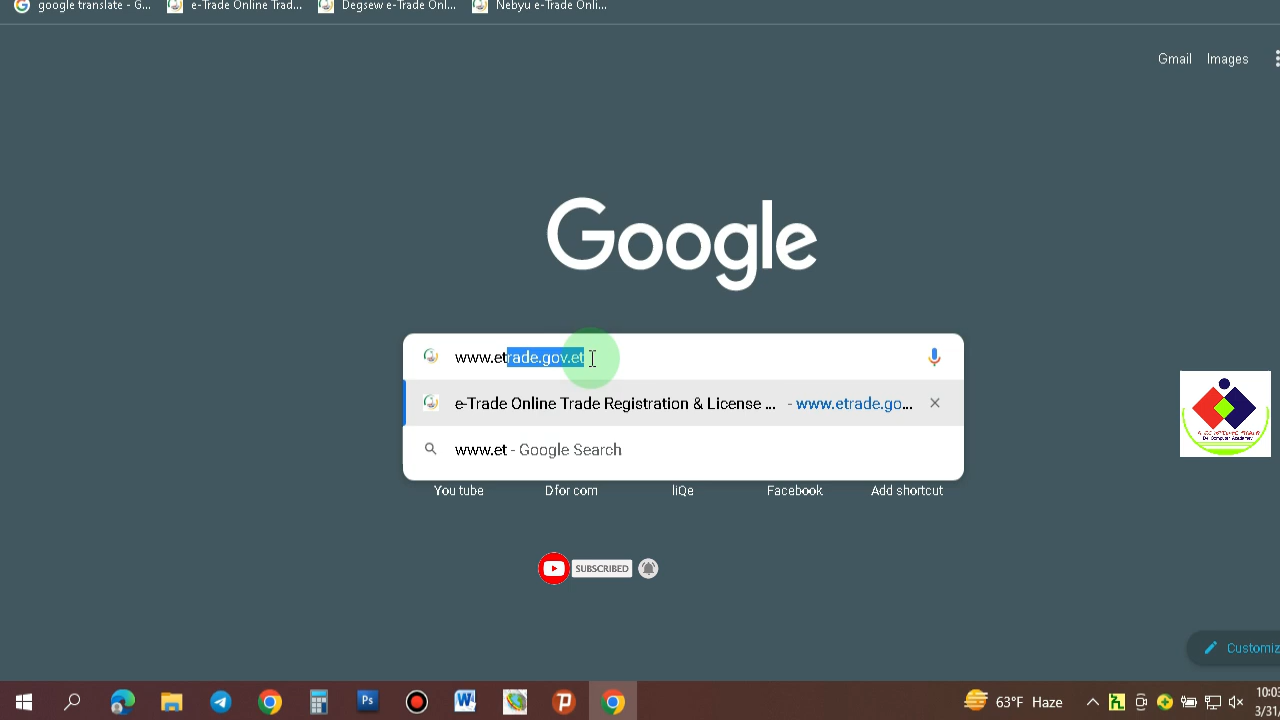 google translate - G...
e-Trade Online Trad...
Degsew e-Trade Onl...
Nebyu e-Trade Onli...
Gmail
Images
Google
www.etrade.gov.et
e-Trade Online Trade Registration & License ... - www.etrade.go...
www.et - Google Search
You tube
D for com
liQe
Facebook
Add shortcut
SUBSCRIBED
Customiz
63°F Haze
10:03
3/31/